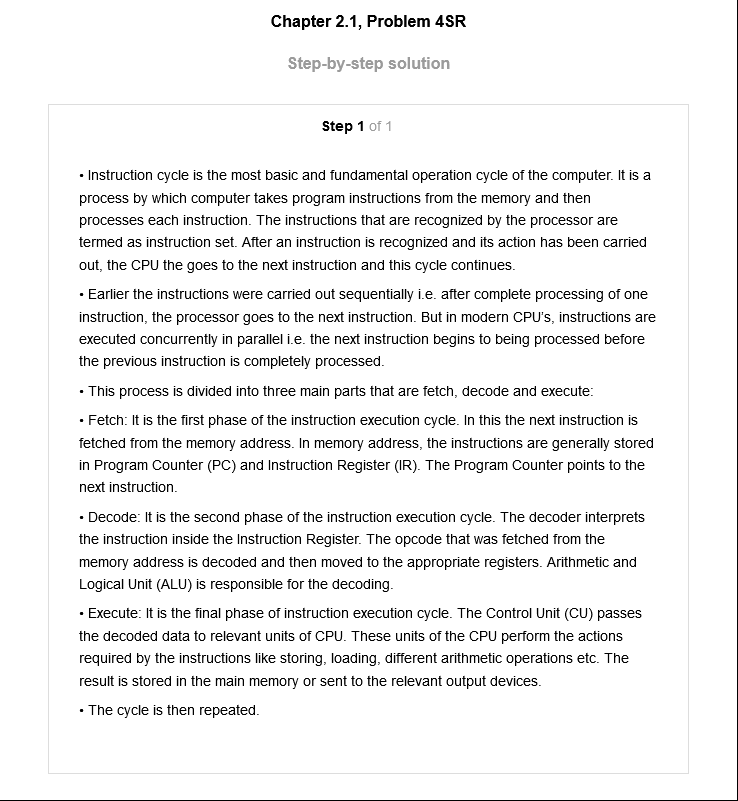 Chapter 2.1, Problem 4SR
Step-by-step solution
Step 1 of 1
• Instruction cycle is the most basic and fundamental operation cycle of the computer. It is a
process by which computer takes program instructions from the memory and then
processes each instruction. The instructions that are recognized by the processor are
termed as instruction set. After an instruction is recognized and its action has been carried
out, the CPU the goes to the next instruction and this cycle continues.
• Earlier the instructions were carried out sequentially i.e. after complete processing of one
instruction, the processor goes to the next instruction. But in modern CPU's, instructions are
executed concurrently in parallel i.e. the next instruction begins to being processed before
the previous instruction is completely processed.
• This process is divided into three main parts that are fetch, decode and execute:
• Fetch: It is the first phase of the instruction execution cycle. In this the next instruction is
fetched from the memory address. In memory address, the instructions are generally stored
in Program Counter (PC) and Instruction Register (IR). The Program Counter points to the
next instruction.
• Decode: It is the second phase of the instruction execution cycle. The decoder interprets
the instruction inside the Instruction Register. The opcode that was fetched from the
memory address is decoded and then moved to the appropriate registers. Arithmetic and
Logical Unit (ALU) is responsible for the decoding.
• Execute: It is the final phase of instruction execution cycle. The Control Unit (CU) passes
the decoded data to relevant units of CPU. These units of the CPU perform the actions
required by the instructions like storing, loading, different arithmetic operations etc. The
result is stored in the main memory or sent to the relevant output devices.
• The cycle is then repeated.